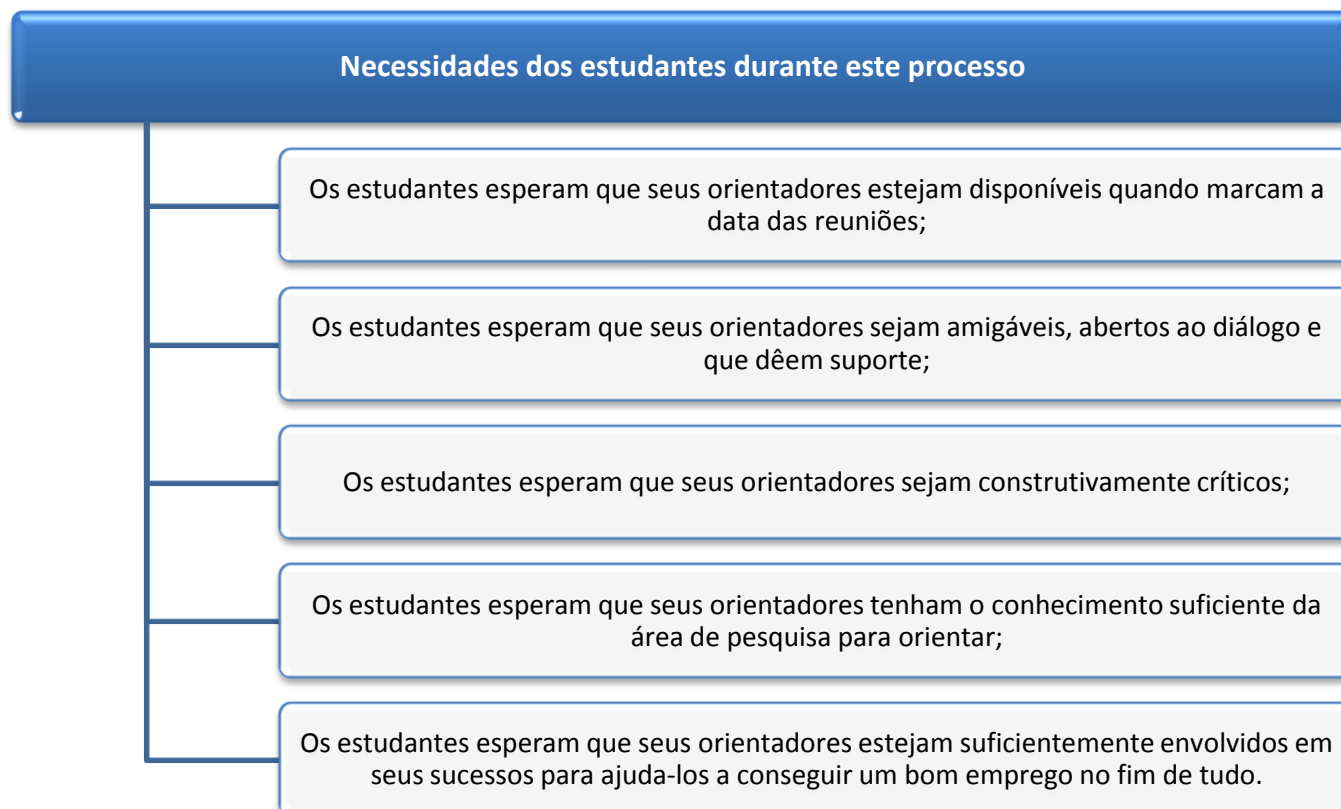 Necessidades dos estudantes durante este processo
Os estudantes esperam que seus orientadores estejam disponíveis quando marcam a
data das reuniões;
Os estudantes esperam que seus orientadores sejam amigáveis, abertos ao diálogo e
que dêem suporte;
Os estudantes esperam que seus orientadores sejam construtivamente críticos;
Os estudantes esperam que seus orientadores tenham o conhecimento suficiente da
área de pesquisa para orientar;
Os estudantes esperam que seus orientadores estejam suficientemente envolvidos em
seus sucessos para ajuda-los a conseguir um bom emprego no fim de tudo.